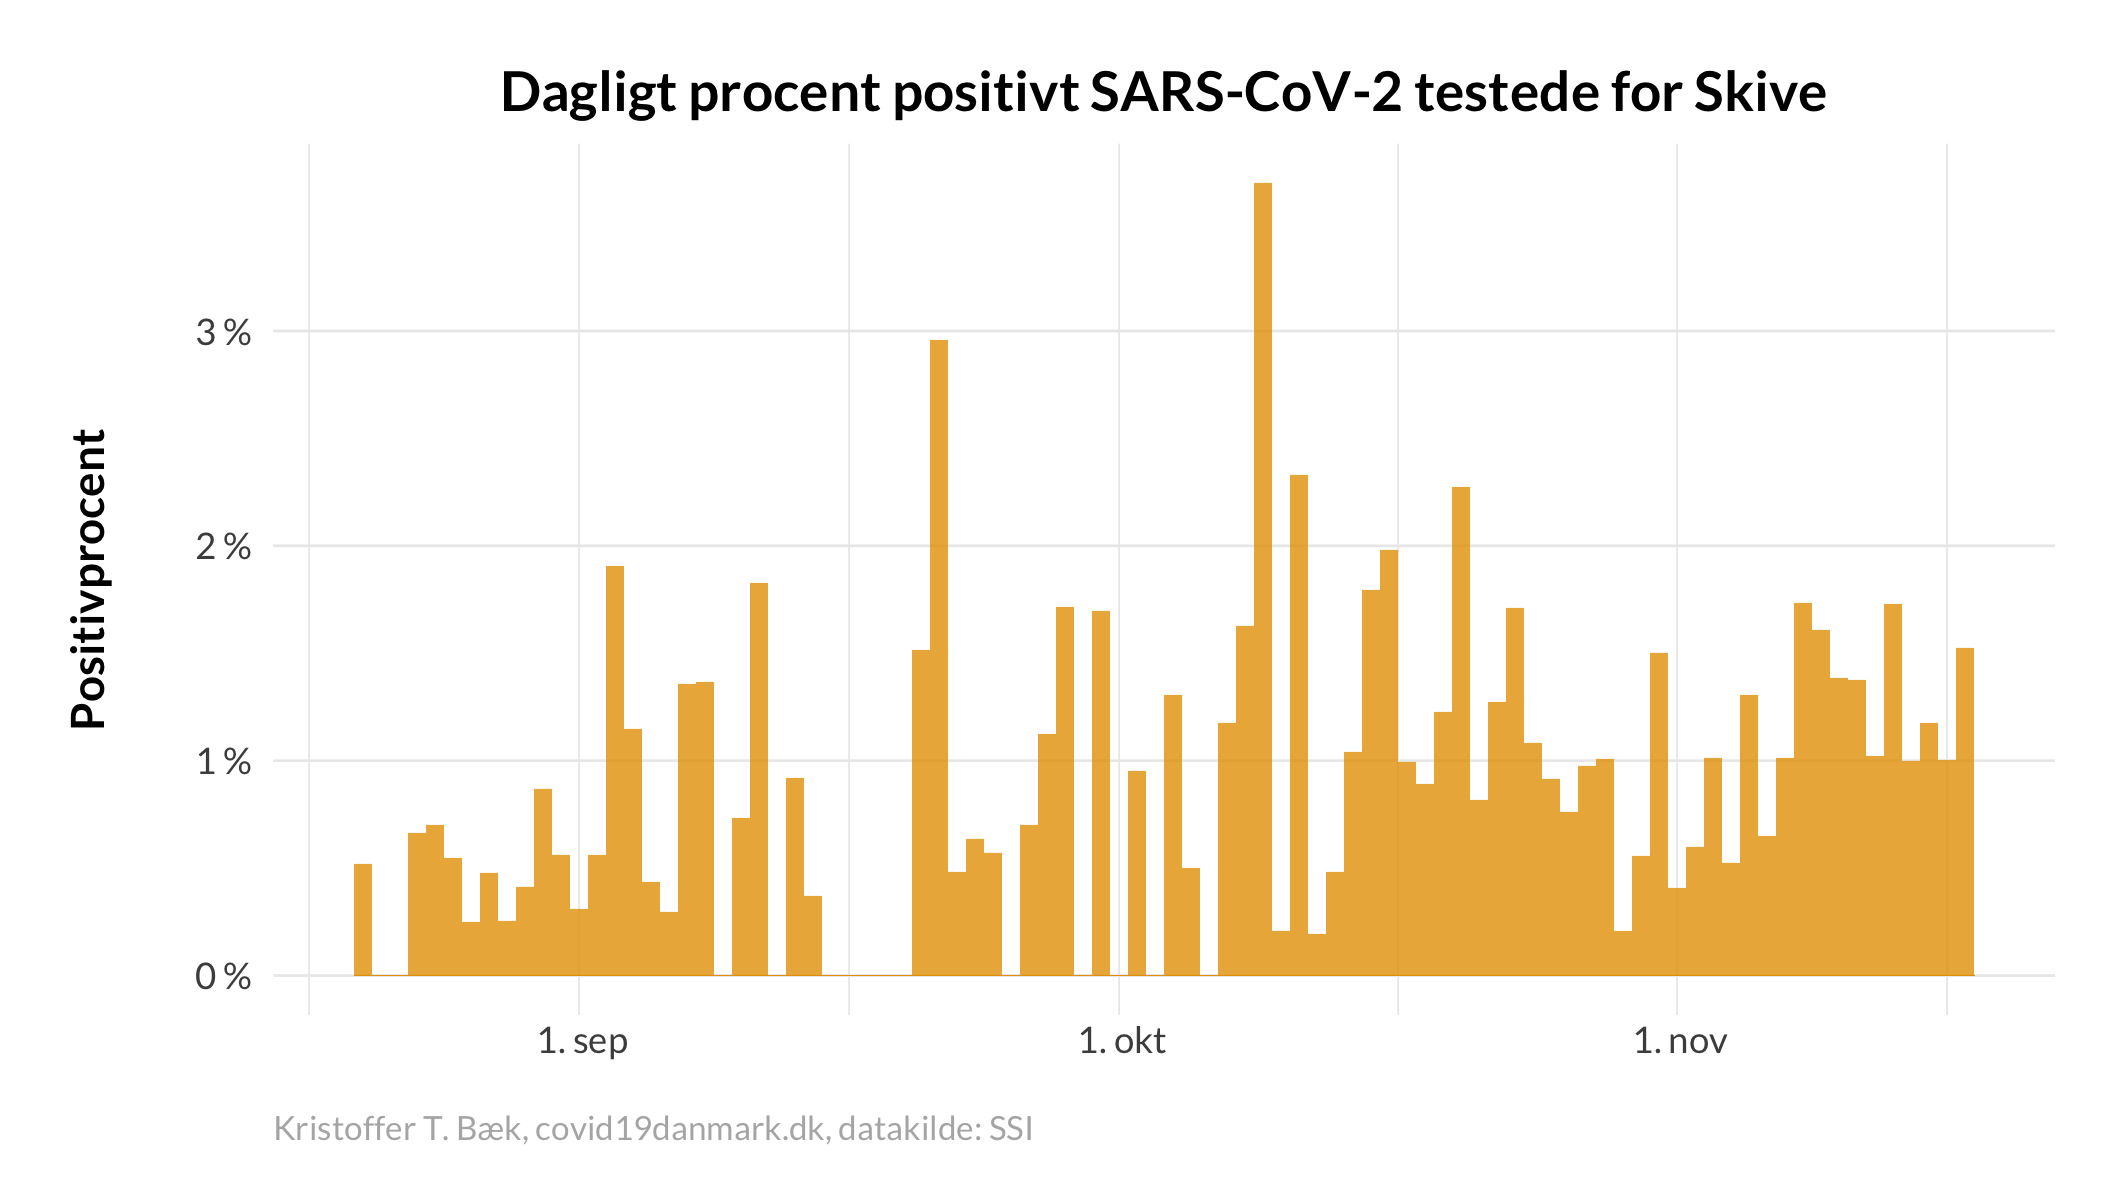 Dagligt procent positivt SARS-CoV-2 testede for Skive
Positivprocent
3 %
2 %
1 %
0 %
1. sep
1. okt
1. nov
Kristoffer T. Bæk, covid19danmark.dk, datakilde: SSI